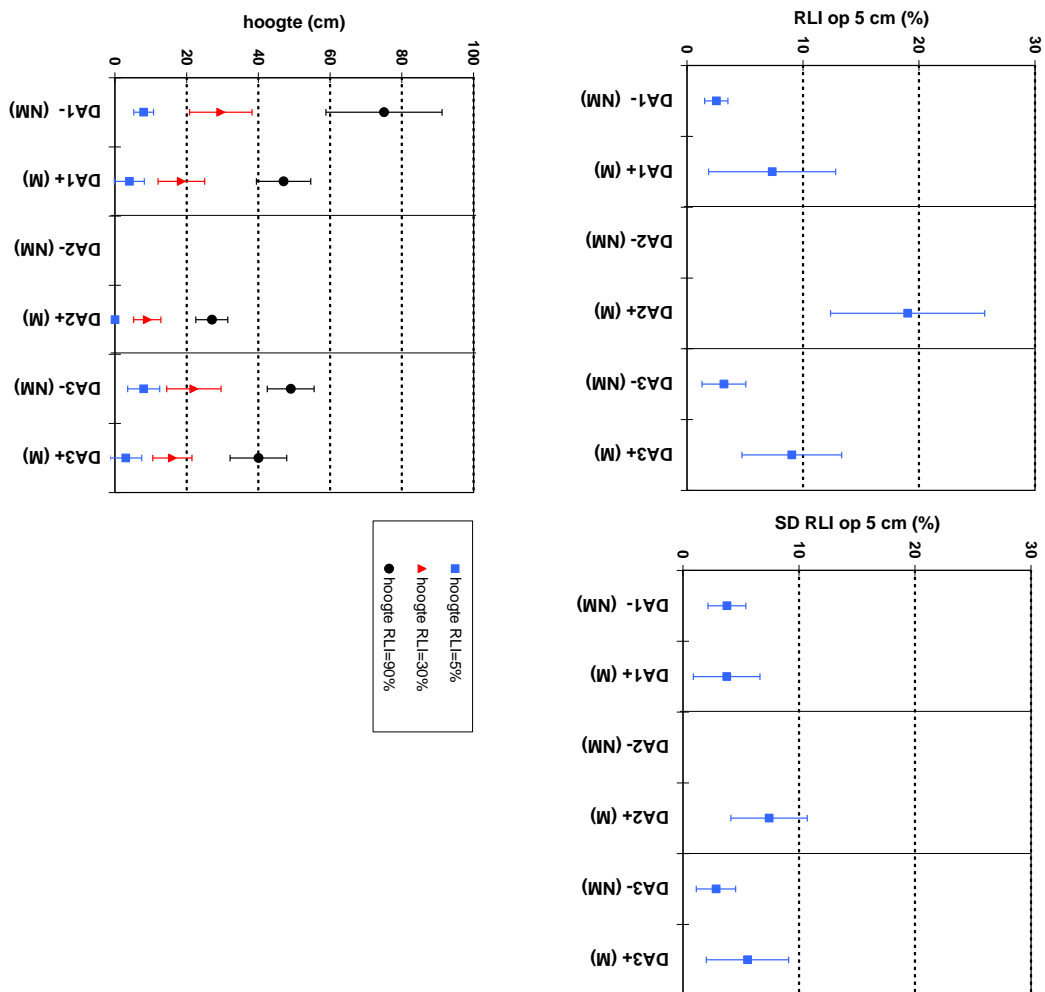 hoogte (cm)
0
20
40
60
80
100
DA1- (NM)
DA1+ (M)
DA2- (NM)
DA2+ (M)
DA3- (NM)
DA3+ (M)
hoogte RLI=5%
hoogte RLI=30%
hoogte RLI=90%
RLI op 5 cm (%)
0
10
20
30
DA1- (NM)
DA1+ (M)
DA2- (NM)
DA2+ (M)
DA3- (NM)
DA3+ (M)
SD RLI op 5 cm (%)
0
10
20
30
DA1- (NM)
DA1+ (M)
DA2- (NM)
DA2+ (M)
DA3- (NM)
DA3+ (M)